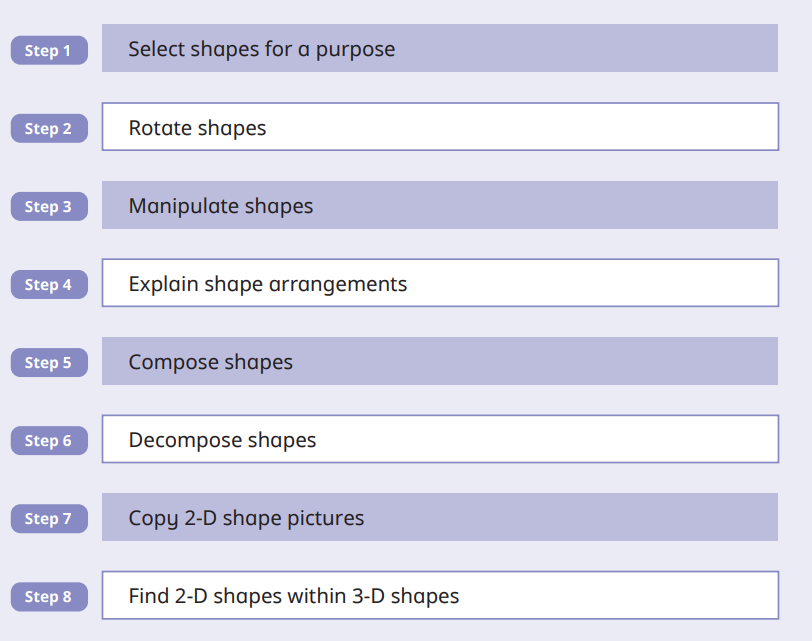 Step 1 Select shapes for a purpose
Step 2 Rotate shapes
Step 3 Manipulate shapes
Step 4 Explain shape arrangements
Step 5 Compose shapes
Step 6 Decompose shapes
Step 7 Copy 2-D shape pictures
Step 8 Find 2-D shapes within 3-D shapes